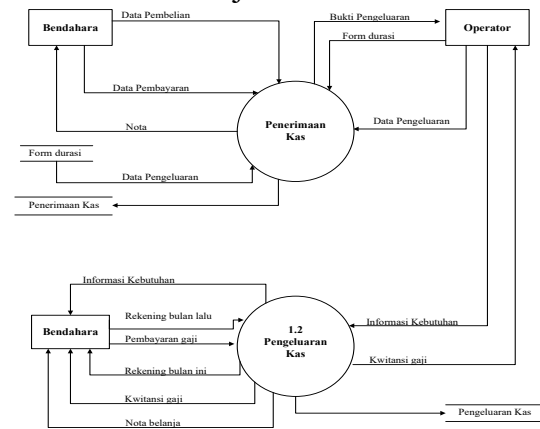 Bendahara
Data Pembelian
Bukti Pengeluaran
Operator
Form durasi
Data Pembayaran
Penerimaan
Kas
Data Pengeluaran
Nota
Form durasi
Data Pengeluaran
Penerimaan Kas
Informasi Kebutuhan
Rekening bulan lalu
Bendahara
Pembayaran gaji
1.2
Pengeluaran
Kas
Informasi Kebutuhan
Rekening bulan ini
Kwitansi gaji
Kwitansi gaji
Nota belanja
Pengeluaran Kas